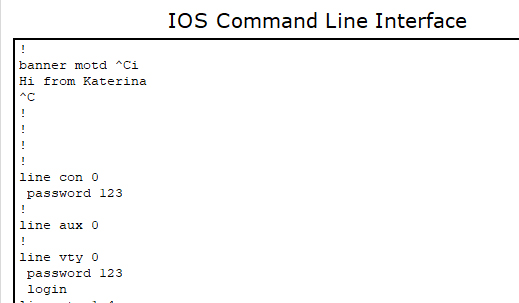 IOS Command Line Interface
!
banner motd ^Ci
Hi from Katerina
^C
!
!
!
!
line con 0
 password 123
!
line aux 0
!
line vty 0
 password 123
 login